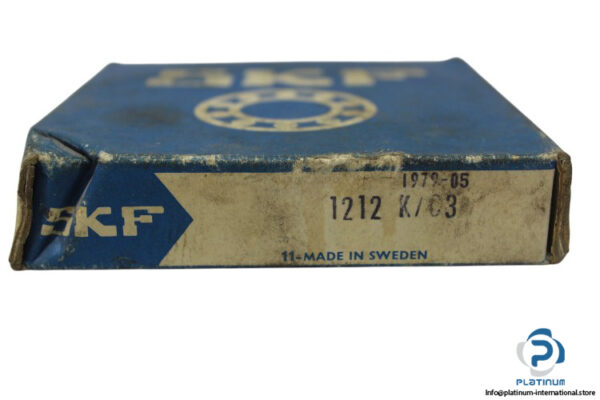 SKF
1979-05
1212 K/C3
SKF
11-MADE IN SWEDEN
PLATINUM
Info@platinum-international.store